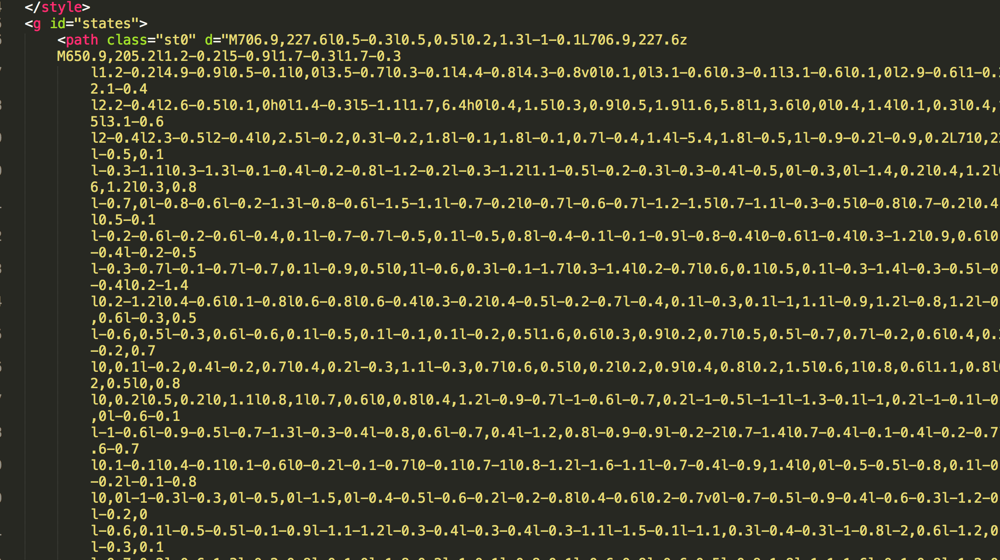 </style>
<g id="states">
<path class="st0" d="M706.9,227.6l0.5-0.3l0.5,0.5l0.2,1.3l-1-0.1L706.9,227.6z
M650.9,205.2l1.2-0.2l5-0.9l1.7-0.3l1.7-0.3
l1.2-0.2l4.9-0.9l0.5-0.1l0,0l3.5-0.7l0.3-0.1l4.4-0.8l4.3-0.8v0l0.1,0l3.1-0.6l0.3-0.1l3.1-0.6l0.1,0l2.9-0.6l1-0.
2.1-0.4
l2.2-0.4l2.6-0.5l0.1,0h0l1.4-0.3l5-1.1l1.7,6.4h0l0.4,1.5l0.3,0.9l0.5,1.9l1.6,5.8l1,3.6l0,0l0.4,1.4l0.1,0.3l0.4,
5l3.1-0.6
l2-0.4l2.3-0.5l2-0.4l0,2.5l-0.2,0.3l-0.2,1.8l-0.1,1.8l-0.1,0.7l-0.4,1.4l-5.4,1.8l-0.5,1l-0.9-0.2l-0.9,0.2L710,2
l-0.5,0.1
l-0.3-1.1l0.3-1.3l-0.1-0.4l-0.2-0.8l-1.2-0.2l-0.3-1.2l1.1-0.5l-0.2-0.3l-0.3-0.4l-0.5,0l-0.3,0l-1.4,0.2l0.4,1.2l
6,1.2l0.3,0.8
l-0.7,0l-0.8-0.6l-0.2-1.3l-0.8-0.6l-1.5-1.1l-0.7-0.2l0-0.7l-0.6-0.7l-1.2-1.5l0.7-1.1l-0.3-0.5l0-0.8l0.7-0.2l0.4
l0.5-0.1
l-0.2-0.6l-0.2-0.6l-0.4,0.1l-0.7-0.7l-0.5,0.1l-0.5,0.8l-0.4-0.1l-0.1-0.9l-0.8-0.4l0-0.6l1-0.4l0.3-1.2l0.9,0.6l0
-0.4l-0.2-0.5
l-0.3-0.7l-0.1-0.7l-0.7,0.1l-0.9,0.5l0,1l-0.6,0.3l-0.1-1.7l0.3-1.4l0.2-0.7l0.6,0.1l0.5,0.1l-0.3-1.4l-0.3-0.5l-0
-0.4l0.2-1.4
l0.2-1.2l0.4-0.6l0.1-0.8l0.6-0.8l0.6-0.4l0.3-0.2l0.4-0.5l-0.2-0.7l-0.4,0.1l-0.3,0.1l-1,1.1l-0.9,1.2l-0.8,1.2l-0
,0.6l-0.3,0.5
l-0.6,0.5l-0.3,0.6l-0.6,0.1l-0.5,0.1l-0.1,0.1l-0.2,0.5l1.6,0.6l0.3,0.9l0.2,0.7l0.5,0.5l-0.7,0.7l-0.2,0.6l0.4,0.
-0.2,0.7
l0,0.1l-0.2,0.4l-0.2,0.7l0.4,0.2l-0.3,1.1l-0.3,0.7l0.6,0.5l0,0.2l0.2,0.9l0.4,0.8l0.2,1.5l0.6,1l0.8,0.6l1.1,0.8l
2,0.5l0,0.8
l0,0.2l0.5,0.2l0,1.1l0.8,1l0.7,0.6l0,0.8l0.4,1.2l-0.9-0.7l-1-0.6l-0.7,0.2l-1-0.5l-1-1l-1.3-0.1l-1,0.2l-1-0.1l-0
,0l-0.6-0.1
l-1-0.6l-0.9-0.5l-0.7-1.3l-0.3-0.4l-0.8,0.6l-0.7,0.4l-1.2,0.8l-0.9-0.9l-0.2-2l0.7-1.4l0.7-0.4l-0.1-0.4l-0.2-0.7
.6-0.7
l0.1-0.1l0.4-0.1l0.1-0.6l0-0.2l-0.1-0.7l0-0.1l0.7-1l0.8-1.2l-1.6-1.1l-0.7-0.4l-0.9,1.4l0,0l-0.5-0.5l-0.8,0.1l-0
-0.2l-0.1-0.8
l0,0l-1-0.3l-0.3,0l-0.5,0l-1.5,0l-0.4-0.5l-0.6-0.2l-0.2-0.8l0.4-0.6l0.2-0.7v0l-0.7-0.5l-0.9-0.4l-0.6-0.3l-1.2-0
l-0.2,0
l-0.6,0.1l-0.5-0.5l-0.1-0.9l-1.1-1.2l-0.3-0.4l-0.3-0.4l-0.3-1.1l-1.5-0.1l-1.1,0.3l-0.4-0.3l-1-0.8l-2,0.6l-1.2,0
l-0.3,0.1